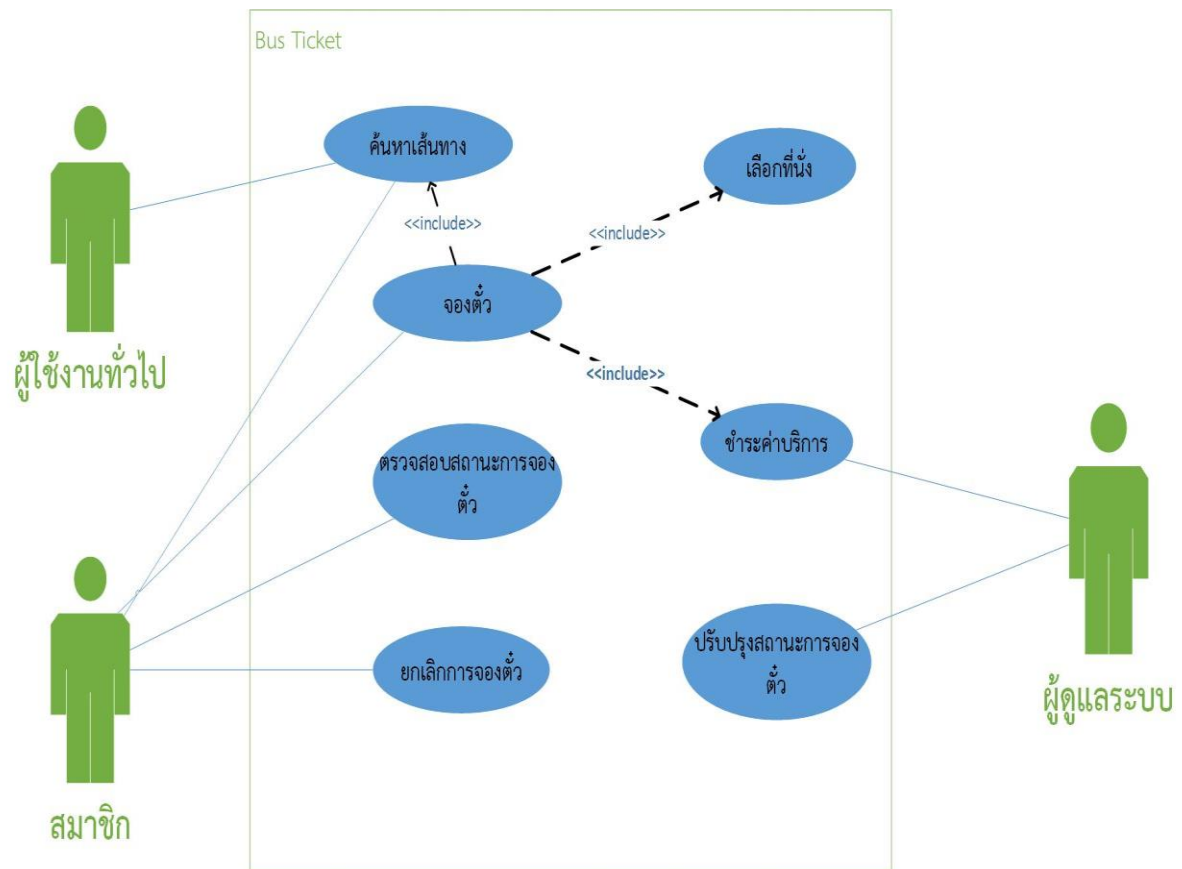 Bus Ticket
ค้นหาเส้นทาง
เลือกที่นั่ง
<<include>>
<<include>>
จองตั๋ว
ผู้ใช้งานทั่วไป
<<include>>
ชำระค่าบริการ
ตรวจสอบสถานะการจอง
ตั๋ว
ปรับปรุงสถานะการจอง
ตั๋ว
ยกเลิกการจองตั๋ว
ผู้ดูแลระบบ
สมาชิก